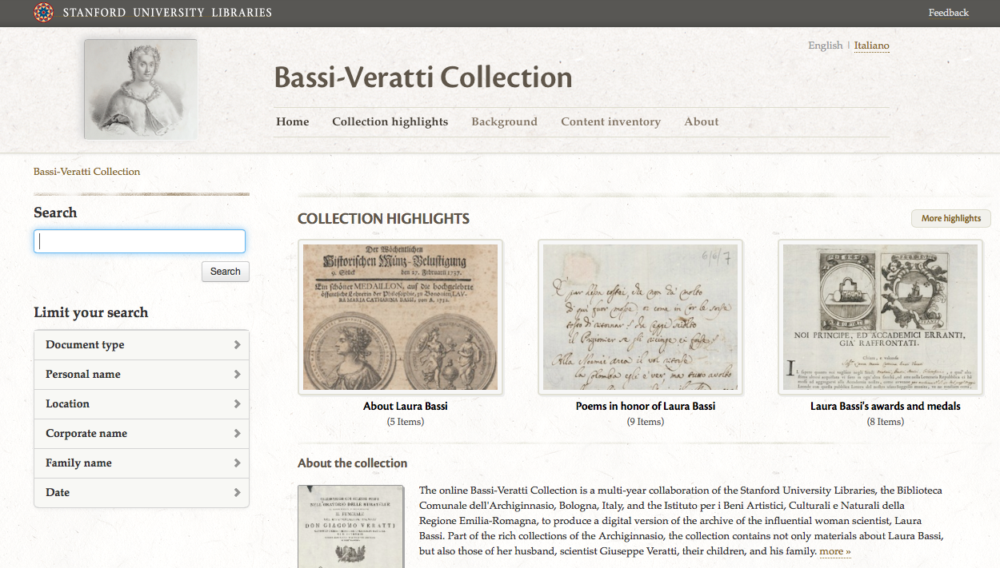 STANFORD UNIVERSITY LIBRARIES
Feedback
English | Italiano
Bassi-Veratti Collection
Home Collection highlights Background Content inventory About
Bassi-Veratti Collection
Search
Search
Limit your search
Document type
Personal name
Location
Corporate name
Family name
Date
COLLECTION HIGHLIGHTS
More highlights
Der Wöchentlichen
Historischen Münz-Belustigung
9. Stück den 27. Februarii 1737.
Ein schöner MEDAILLON, auf die hochgelehrte
öffentliche Lehrerin der Philosophie, zu Bononien, LAU-
RA MARIA CATHARINA BASSI, von A. 1732.
About Laura Bassi
(5 Items)
6/6/7
Poems in honor of Laura Bassi
(9 Items)
NOI PRINCIPE, ED ACCADEMICI ERRANTI,
GIA' RAFFRONTATI.
Laura Bassi's awards and medals
(8 Items)
About the collection
DELL'ORATORIO DELLE MURATELLE
IL FUNERALE
DON GIACOMO VERATTI
The online Bassi-Veratti Collection is a multi-year collaboration of the Stanford University Libraries, the Biblioteca
Comunale dell'Archiginnasio, Bologna, Italy, and the Istituto per i Beni Artistici, Culturali e Naturali della
Regione Emilia-Romagna, to produce a digital version of the archive of the influential woman scientist, Laura
Bassi. Part of the rich collections of the Archiginnasio, the collection contains not only materials about Laura Bassi,
but also those of her husband, scientist Giuseppe Veratti, their children, and his family. more »